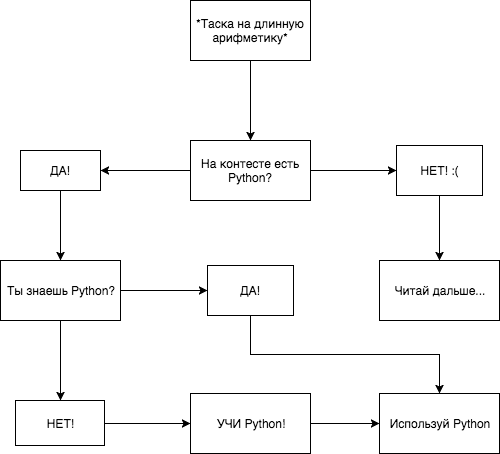 *Таска на длинную
арифметику*
ДА!
На контесте есть
Python?
НЕТ! :(
Ты знаешь Python?
ДА!
Читай дальше...
НЕТ!
УЧИ Python!
Используй Python